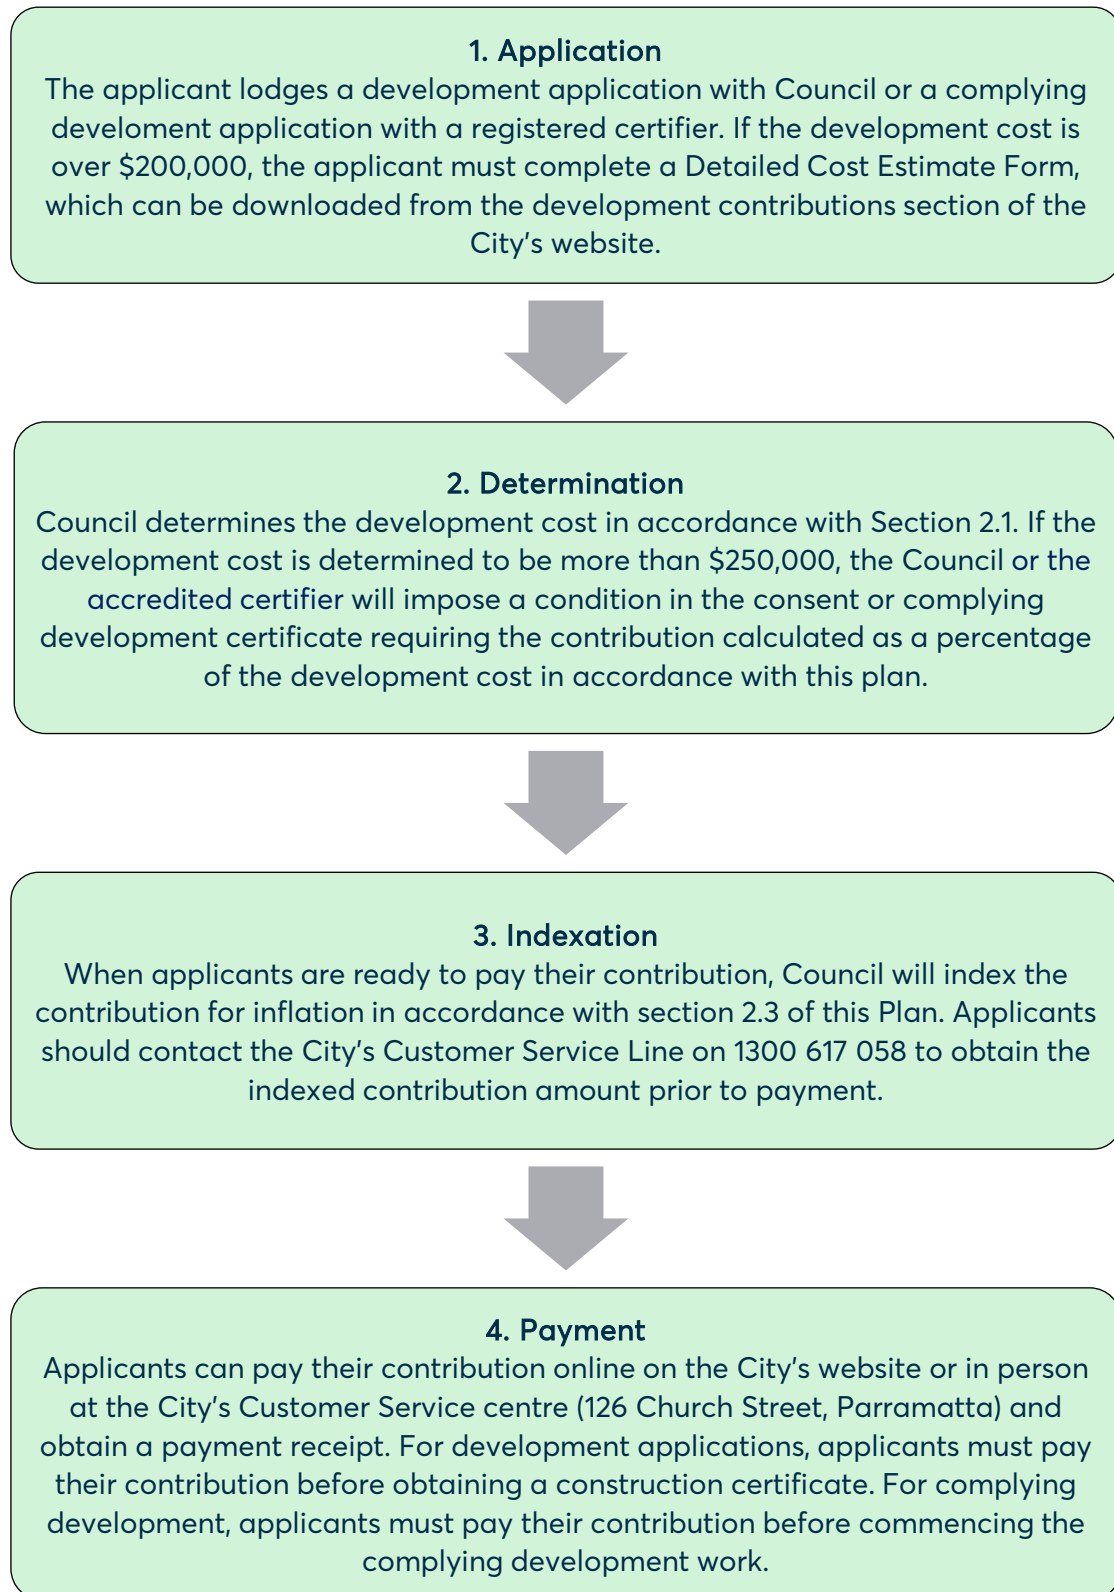 1. Application
The applicant lodges a development application with Council or a complying
develoment application with a registered certifier. If the development cost is
over $200,000, the applicant must complete a Detailed Cost Estimate Form,
which can be downloaded from the development contributions section of the
City's website.
2. Determination
Council determines the development cost in accordance with Section 2.1. If the
development cost is determined to be more than $250,000, the Council or the
accredited certifier will impose a condition in the consent or complying
development certificate requiring the contribution calculated as a percentage
of the development cost in accordance with this plan.
3. Indexation
When applicants are ready to pay their contribution, Council will index the
contribution for inflation in accordance with section 2.3 of this Plan. Applicants
should contact the City's Customer Service Line on 1300 617 058 to obtain the
indexed contribution amount prior to payment.
4. Payment
Applicants can pay their contribution online on the City's website or in person
at the City's Customer Service centre (126 Church Street, Parramatta) and
obtain a payment receipt. For development applications, applicants must pay
their contribution before obtaining a construction certificate. For complying
development, applicants must pay their contribution before commencing the
complying development work.